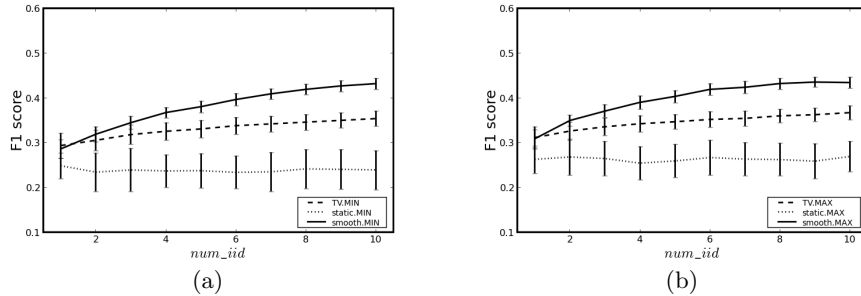 0.6
0.5
0.4
0.3
0.2
0.1
F1 score
2
4
6
8
10
num_iid
TV.MIN
static.MIN
smooth.MIN
(a)
0.6
0.5
0.4
0.3
0.2
0.1
F1 score
2
4
6
8
10
num_iid
TV.MAX
static.MAX
smooth.MAX
(b)